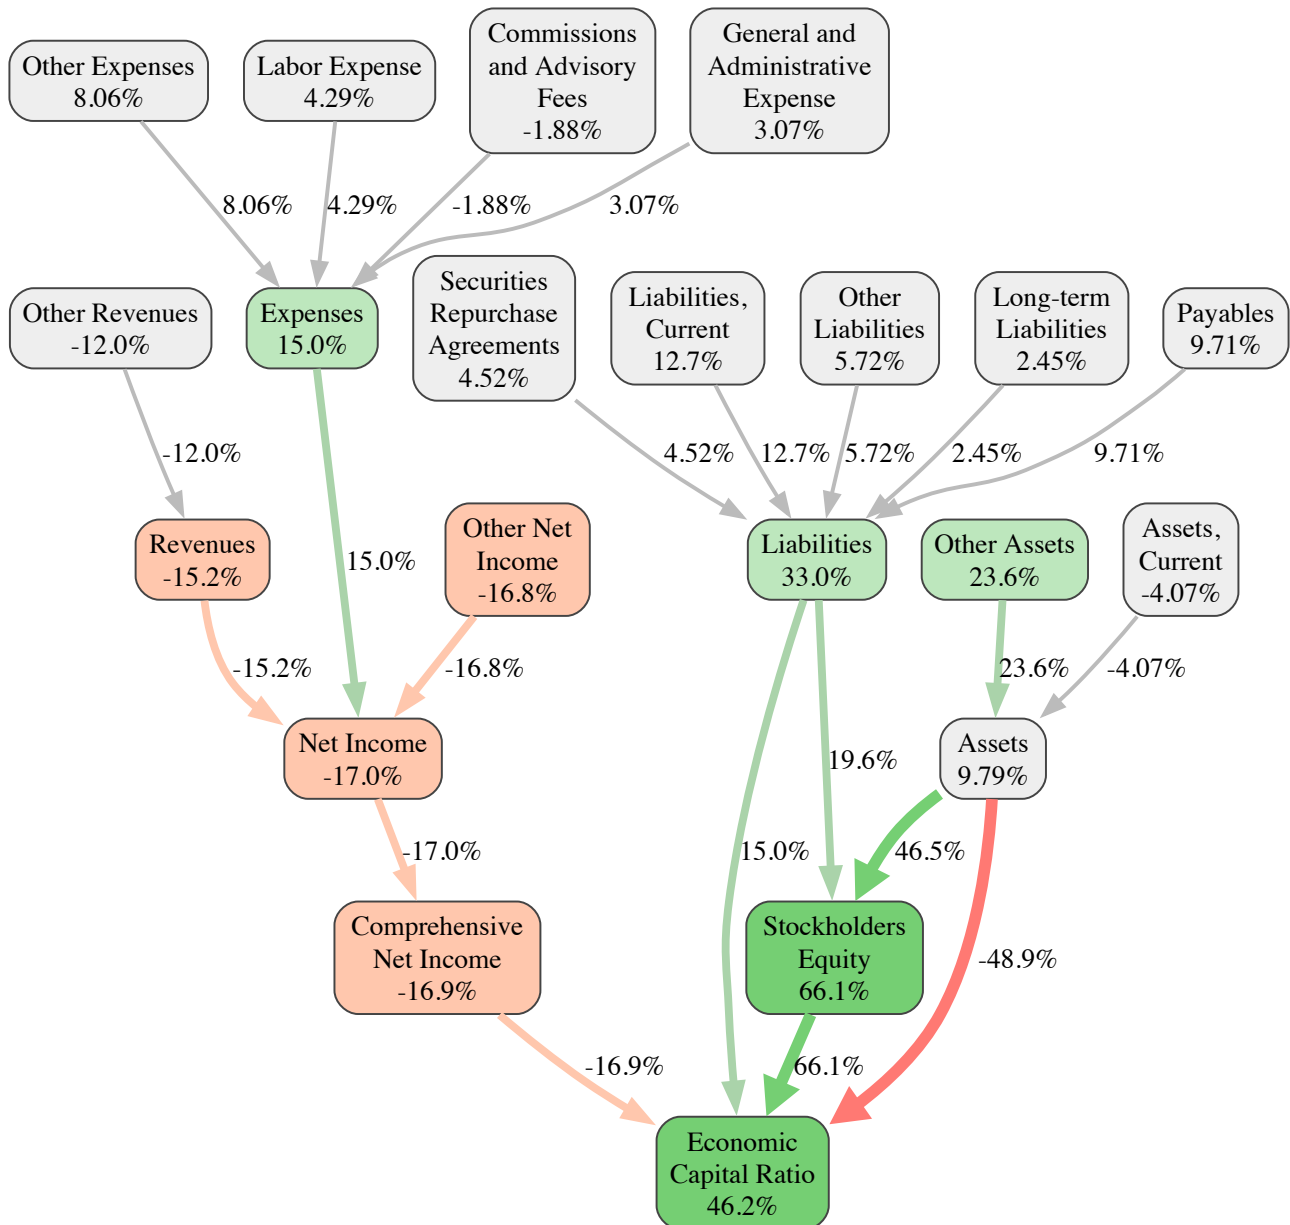 Other Expenses
8.06%
Labor Expense
4.29%
Commissions
and Advisory
Fees
-1.88%
General and
Administrative
Expense
3.07%
8.06%
4.29%
-1.88%
3.07%
Other Revenues
-12.0%
Expenses
15.0%
Securities
Repurchase
Agreements
4.52%
Liabilities,
Current
12.7%
Other
Liabilities
5.72%
Long-term
Liabilities
2.45%
Payables
9.71%
-12.0%
4.52%
12.7%
5.72%
2.45%
9.71%
Revenues
-15.2%
Other Net
Income
-16.8%
15.0%
Liabilities
33.0%
Other Assets
23.6%
Assets,
Current
-4.07%
-15.2%
-16.8%
23.6%
-4.07%
Net Income
-17.0%
19.6%
Assets
9.79%
-17.0%
15.0%
46.5%
Comprehensive
Net Income
-16.9%
Stockholders
Equity
66.1%
-48.9%
-16.9%
66.1%
Economic
Capital Ratio
46.2%